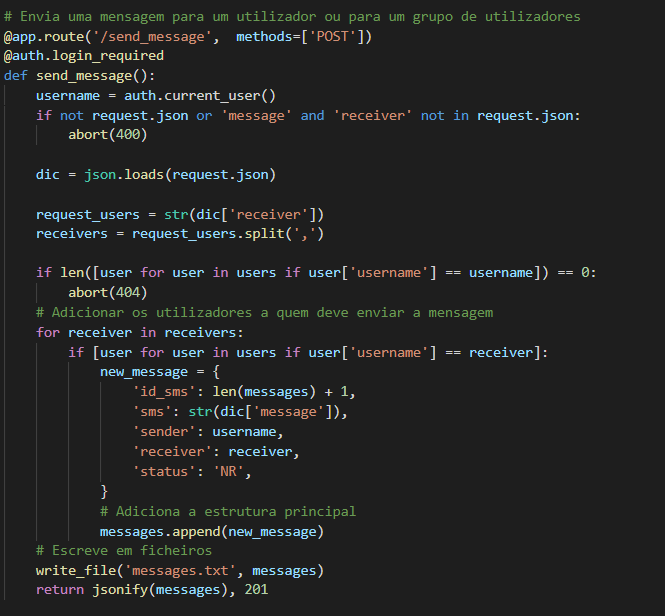 # Envia uma mensagem para um utilizador ou para um grupo de utilizadores
@app.route('/send_message',  methods=['POST'])
@auth.login_required
def send_message():
    username = auth.current_user()
    if not request.json or 'message' and 'receiver' not in request.json:
        abort(400)

    dic = json.loads(request.json)

    request_users = str(dic['receiver'])
    receivers = request_users.split(',')

    if len([user for user in users if user['username'] == username]) == 0:
        abort(404)
    # Adicionar os utilizadores a quem deve enviar a mensagem
    for receiver in receivers:
        if [user for user in users if user['username'] == receiver]:
            new_message = {
                'id_sms': len(messages) + 1,
                'sms': str(dic['message']),
                'sender': username,
                'receiver': receiver,
                'status': 'NR',
            }
            # Adiciona a estrutura principal
            messages.append(new_message)
    # Escreve em ficheiros
    write_file('messages.txt', messages)
    return jsonify(messages), 201